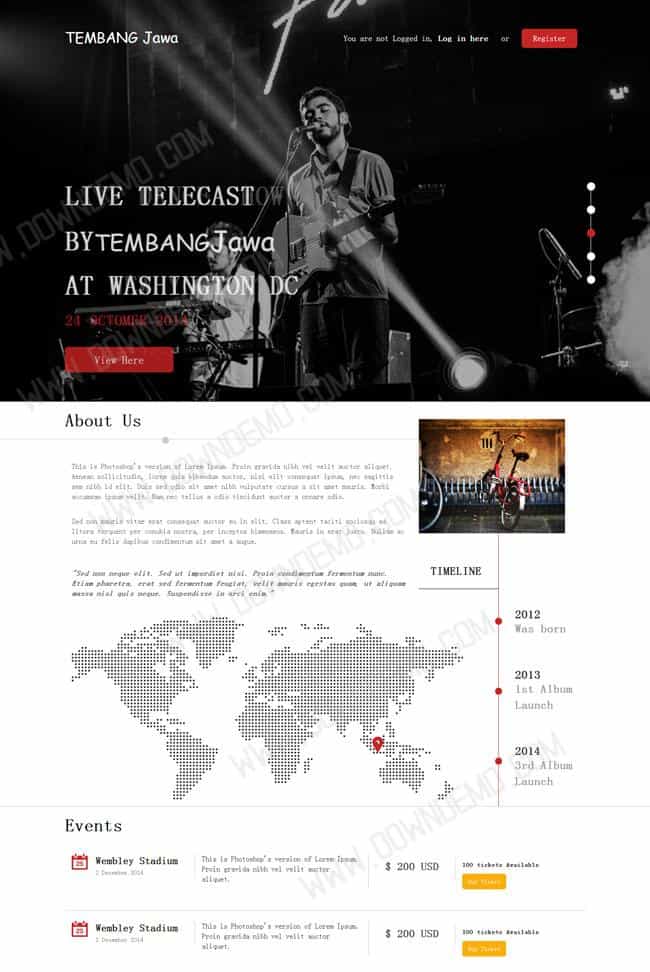 TEMBANG Jawa
You are not Logged in, Log in here or Register
LIVE TELECAST
BY TEMBANG Jawa
AT WASHINGTON DC
View Here
About Us
This is Photoshop's version of Lorem Ipsum. Proin gravida nibh vel velit auctor aliquet.
Aenean sollicitudin, lorem quis bibendum auctor, nisi elit consequat ipsum, nec sagittis
sem nibh id elit. Duis sed odio sit amet nibh vulputate cursus a sit amet mauris. Morbi
accumsan ipsum velit. Nam nec tellus a odio tincidunt auctor a ornare odio.
Sed non mauris vitae erat consequat auctor eu in elit. Class aptent taciti sociosqu ad
litora torquent per conubia nostra, per inceptos himenaeos. Mauris in erat justo. Nullam ac
urna eu felis dapibus condimentum sit amet a augue.
"Sed non neque elit. Sed ut imperdiet nisi. Proin condimentum fermentum nunc.
Etiam pharetra, erat sed fermentum feugiat, velit mauris egestas quam, ut aliquam
massa nisl quis neque. Suspendisse in orci enim."
TIMELINE
2012
Was born
2013
1st Album
Launch
2014
3rd Album
Launch
Events
25
Wembley Stadium
2 December 2014
This is Photoshop's version of Lorem Ipsum.
Proin gravida nibh vel velit auctor
aliquet.
$ 200 USD
100 tickets Available
Buy Ticket
25
Wembley Stadium
2 December 2014
This is Photoshop's version of Lorem Ipsum.
Proin gravida nibh vel velit auctor
aliquet.
$ 200 USD
100 tickets Available
Buy Ticket
WWW.DOWNDEMO.COM